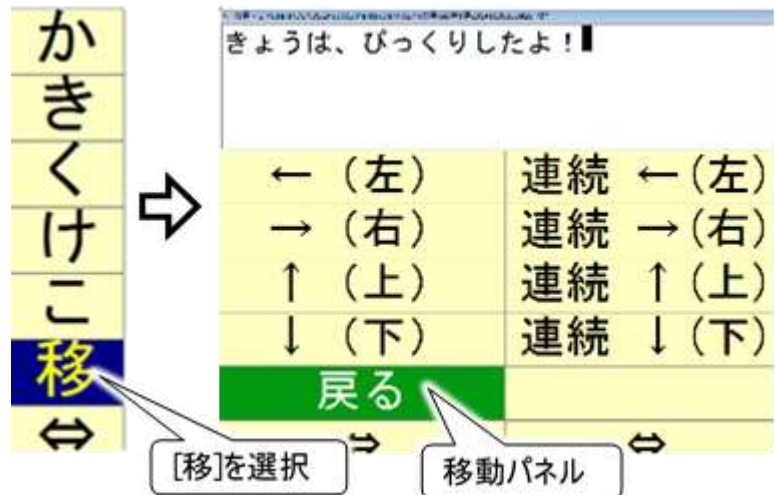 か
き
く
け
こ
移
⇔
[移]を選択
⇨
きょうは、びっくりしたよ!
← (左) 連続 ←(左)
→ (右) 連続 →(右)
↑ (上) 連続 ↑(上)
↓ (下) 連続 ↓(下)
戻る
⇔
移動パネル